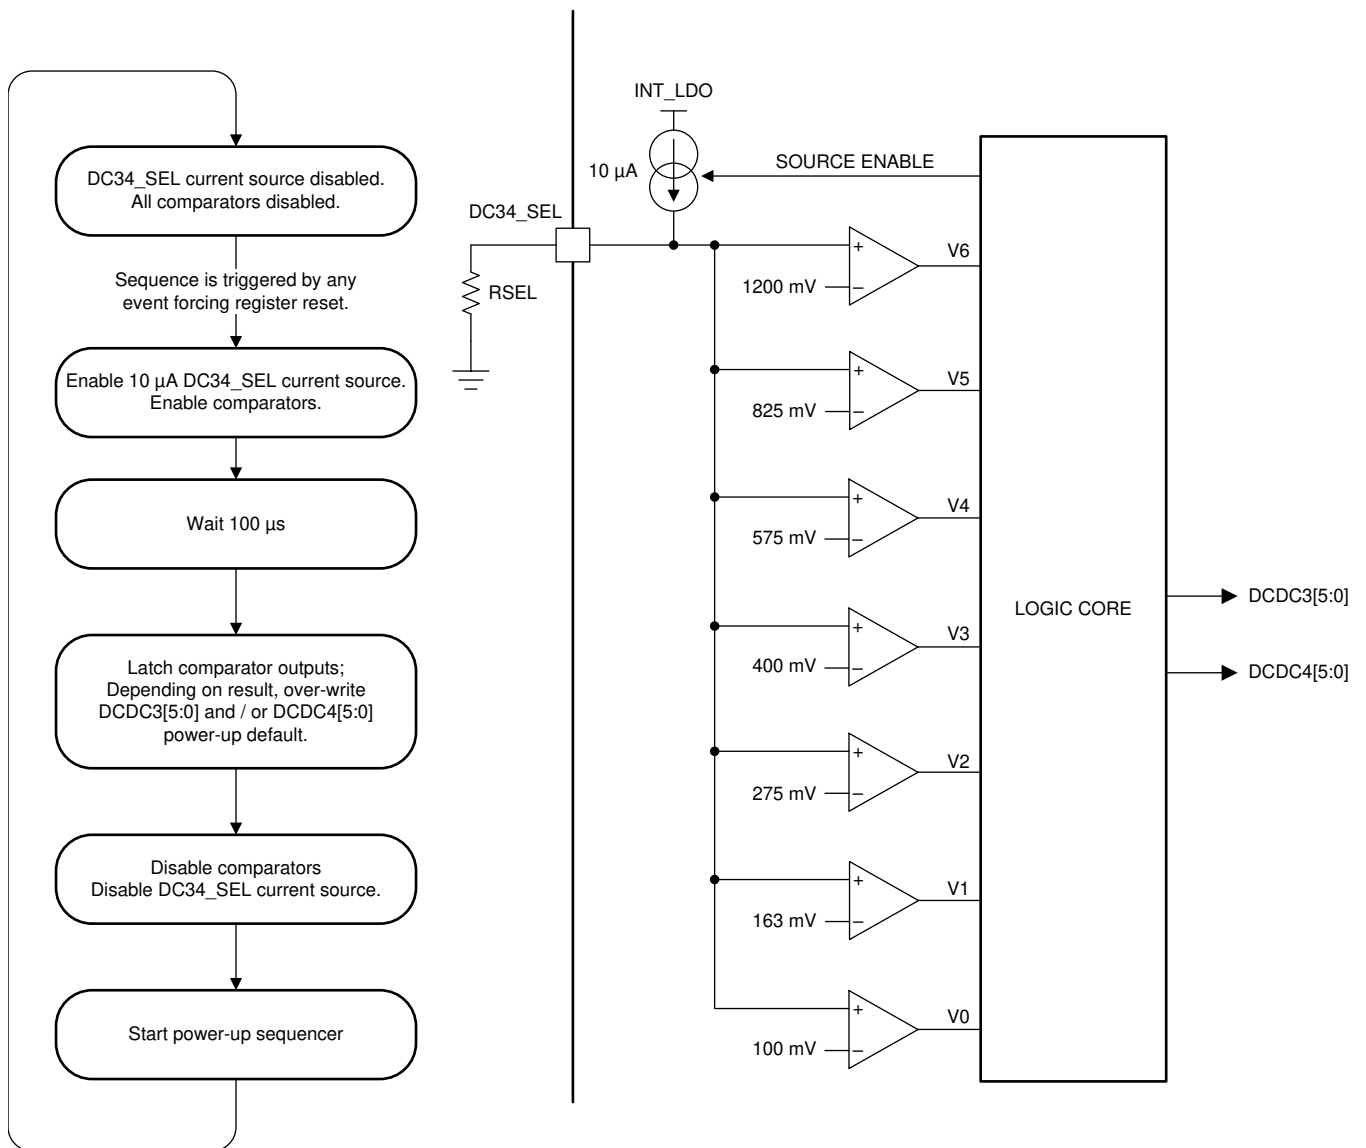 DC34_SEL current source disabled.
All comparators disabled.
Sequence is triggered by any
event forcing register reset.
Enable 10 µA DC34_SEL current source.
Enable comparators.
Wait 100 µs
Latch comparator outputs;
Depending on result, over-write
DCDC3[5:0] and / or DCDC4[5:0]
power-up default.
Disable comparators
Disable DC34_SEL current source.
Start power-up sequencer
INT_LDO
10 µA
SOURCE ENABLE
DC34_SEL
RSEL
+
1200 mV
–
V6
+
825 mV
–
V5
+
575 mV
–
V4
+
400 mV
–
V3
+
275 mV
–
V2
+
163 mV
–
V1
+
100 mV
–
V0
LOGIC CORE
DCDC3[5:0]
DCDC4[5:0]